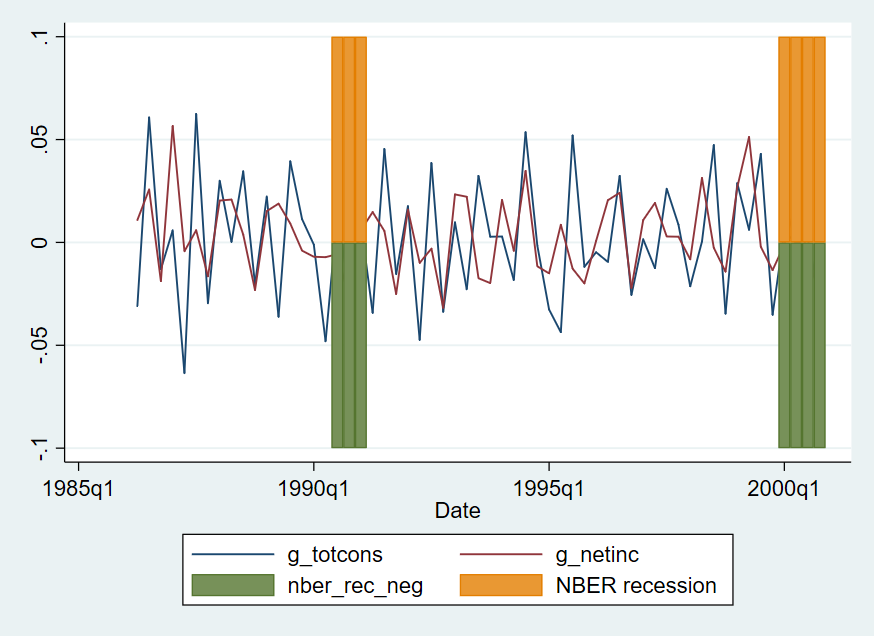 .1
.05
0
-.05
-.1
1985q1 1990q1 1995q1 2000q1
Date
g_totcons g_netinc
nber_rec_neg NBER recession